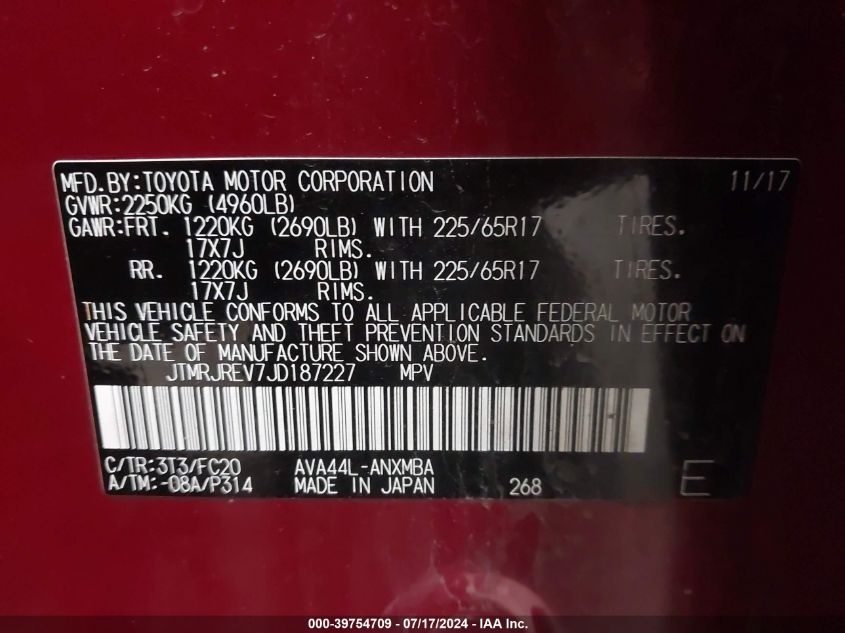 MFD.BY:TOYOTA MOTOR CORPORATION 11/17
GVWR:2250KG (4960LB)
GAWR:FRT. 1220KG (2690LB) WITH 225/65R17 TIRES.
17X7J RIMS.
RR. 1220KG (2690LB) WITH 225/65R17 TIRES.
17X7J RIMS.
THIS VEHICLE CONFORMS TO ALL APPLICABLE FEDERAL MOTOR
VEHICLE SAFETY AND THEFT PREVENTION STANDARDS IN EFFECT ON
THE DATE OF MANUFACTURE SHOWN ABOVE.
JTMRJREV7JD187227 MPV
C/TR:3T3/FC20 AVA44L-ANXMBA
A/TM:-08A/P314 MADE IN JAPAN 268 E
000-39754709 - 07/17/2024 - IAA Inc.